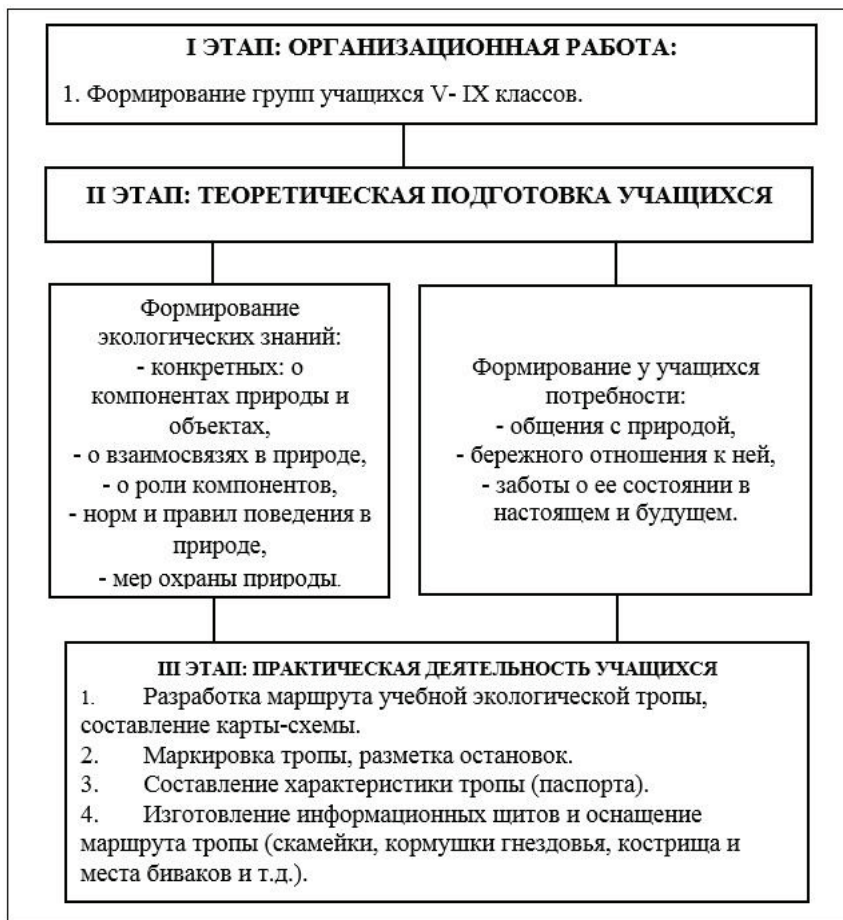 I ЭТАП: ОРГАНИЗАЦИОННАЯ РАБОТА:
1. Формирование групп учащихся V- IX классов.
II ЭТАП: ТЕОРЕТИЧЕСКАЯ ПОДГОТОВКА УЧАЩИХСЯ
Формирование
экологических знаний:
- конкретных: о
компонентах природы и
объектах,
- о взаимосвязях в природе,
- о роли компонентов,
- норм и правил поведения в
природе,
- мер охраны природы.
Формирование у учащихся
потребности:
- общения с природой,
- бережного отношения к ней,
- заботы о ее состоянии в
настоящем и будущем.
III ЭТАП: ПРАКТИЧЕСКАЯ ДЕЯТЕЛЬНОСТЬ УЧАЩИХСЯ
1. Разработка маршрута учебной экологической тропы,
составление карты-схемы.
2. Маркировка тропы, разметка остановок.
3. Составление характеристики тропы (паспорта).
4. Изготовление информационных щитов и оснащение
маршрута тропы (скамейки, кормушки гнездовья, кострища и
места биваков и т.д.).